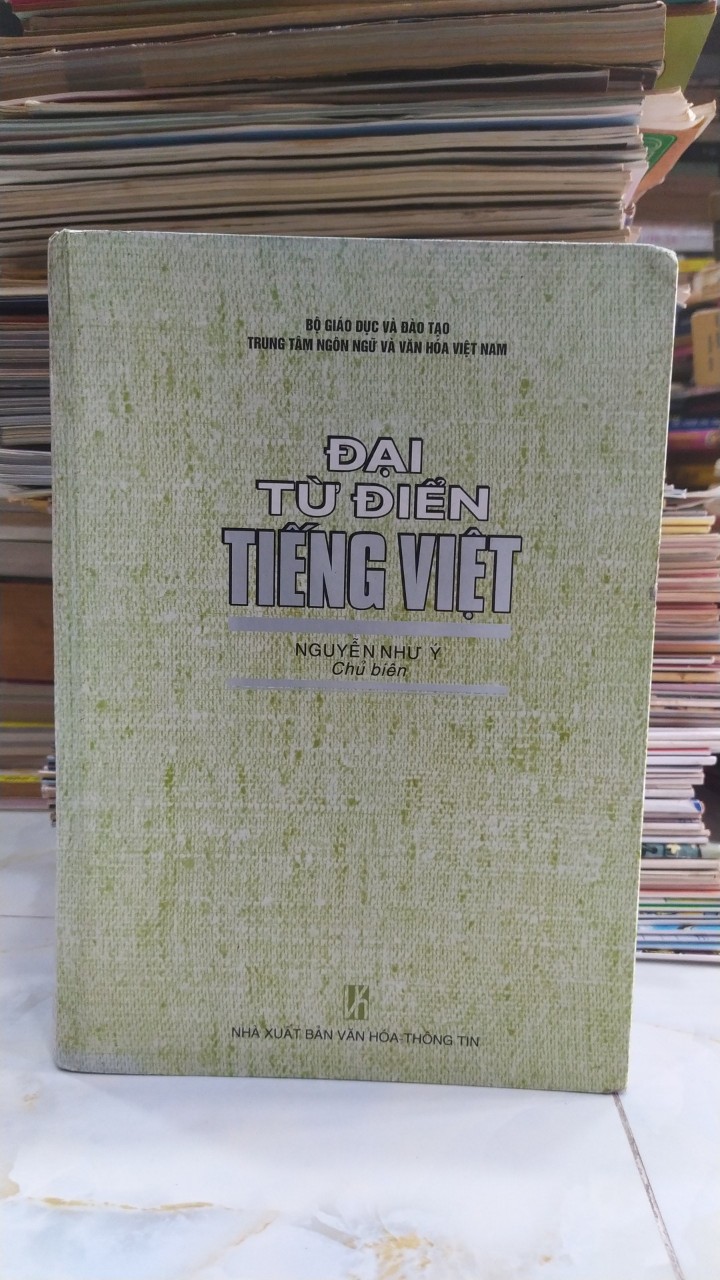 BỘ GIÁO DỤC VÀ ĐÀO TẠO
TRUNG TÂM NGÔN NGỮ VÀ VĂN HÓA VIỆT NAM
ĐẠI
TỪ ĐIỂN
TIẾNG VIỆT
NGUYỄN NHƯ Ý
Chủ biên
NHÀ XUẤT BẢN VĂN HÓA-THÔNG TIN